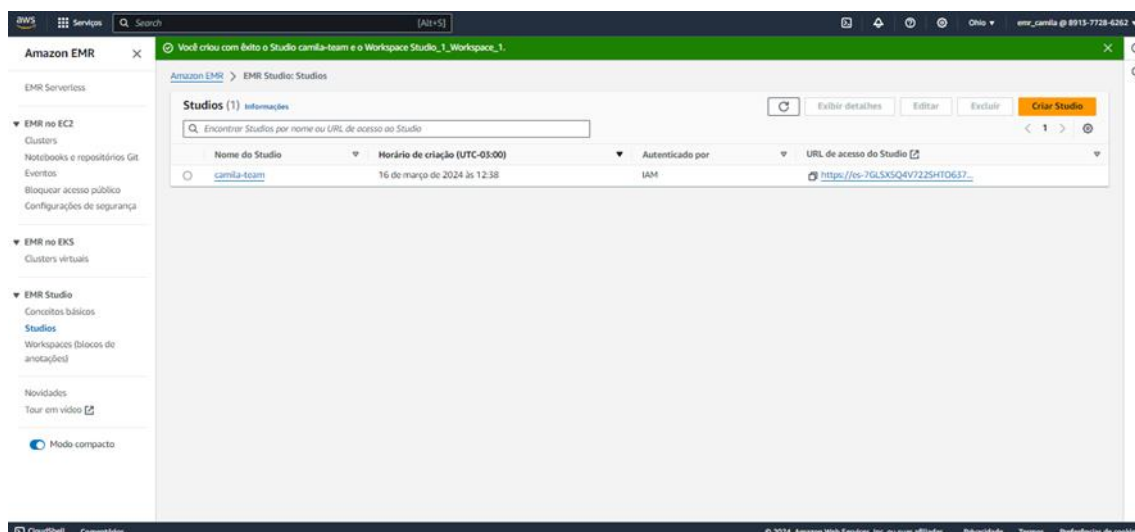 aws Serviços Search [Alt+S] Ohio emr_camila @ 8915-7728-6262
Amazon EMR
Você criou com êxito o Studio camila-team e o Workspace Studio_1_Workspace_1.
Amazon EMR > EMR Studio: Studios
EMR Serverless
EMR no EC2
Clusters
Notebooks e repositórios Git
Eventos
Bloquear acesso público
Configurações de segurança
EMR no EKS
Clusters virtuais
EMR Studio
Conceitos básicos
Studios
Workspaces (blocos de
anotações)
Novidades
Tour em vídeo
Modo compacto
Studios (1) Informações
Exibir detalhes Editar Excluir Criar Studio
Encontrar Studios por nome ou URL de acesso ao Studio
< 1 >
Nome do Studio Horário de criação (UTC-03:00) Autenticado por URL de acesso do Studio
camila-team 16 de março de 2024 às 12:38 IAM
CloudShell Comentários © 2024, Amazon Web Services, Inc. ou suas afiliadas. Privacidade Termos Preferências de cookie